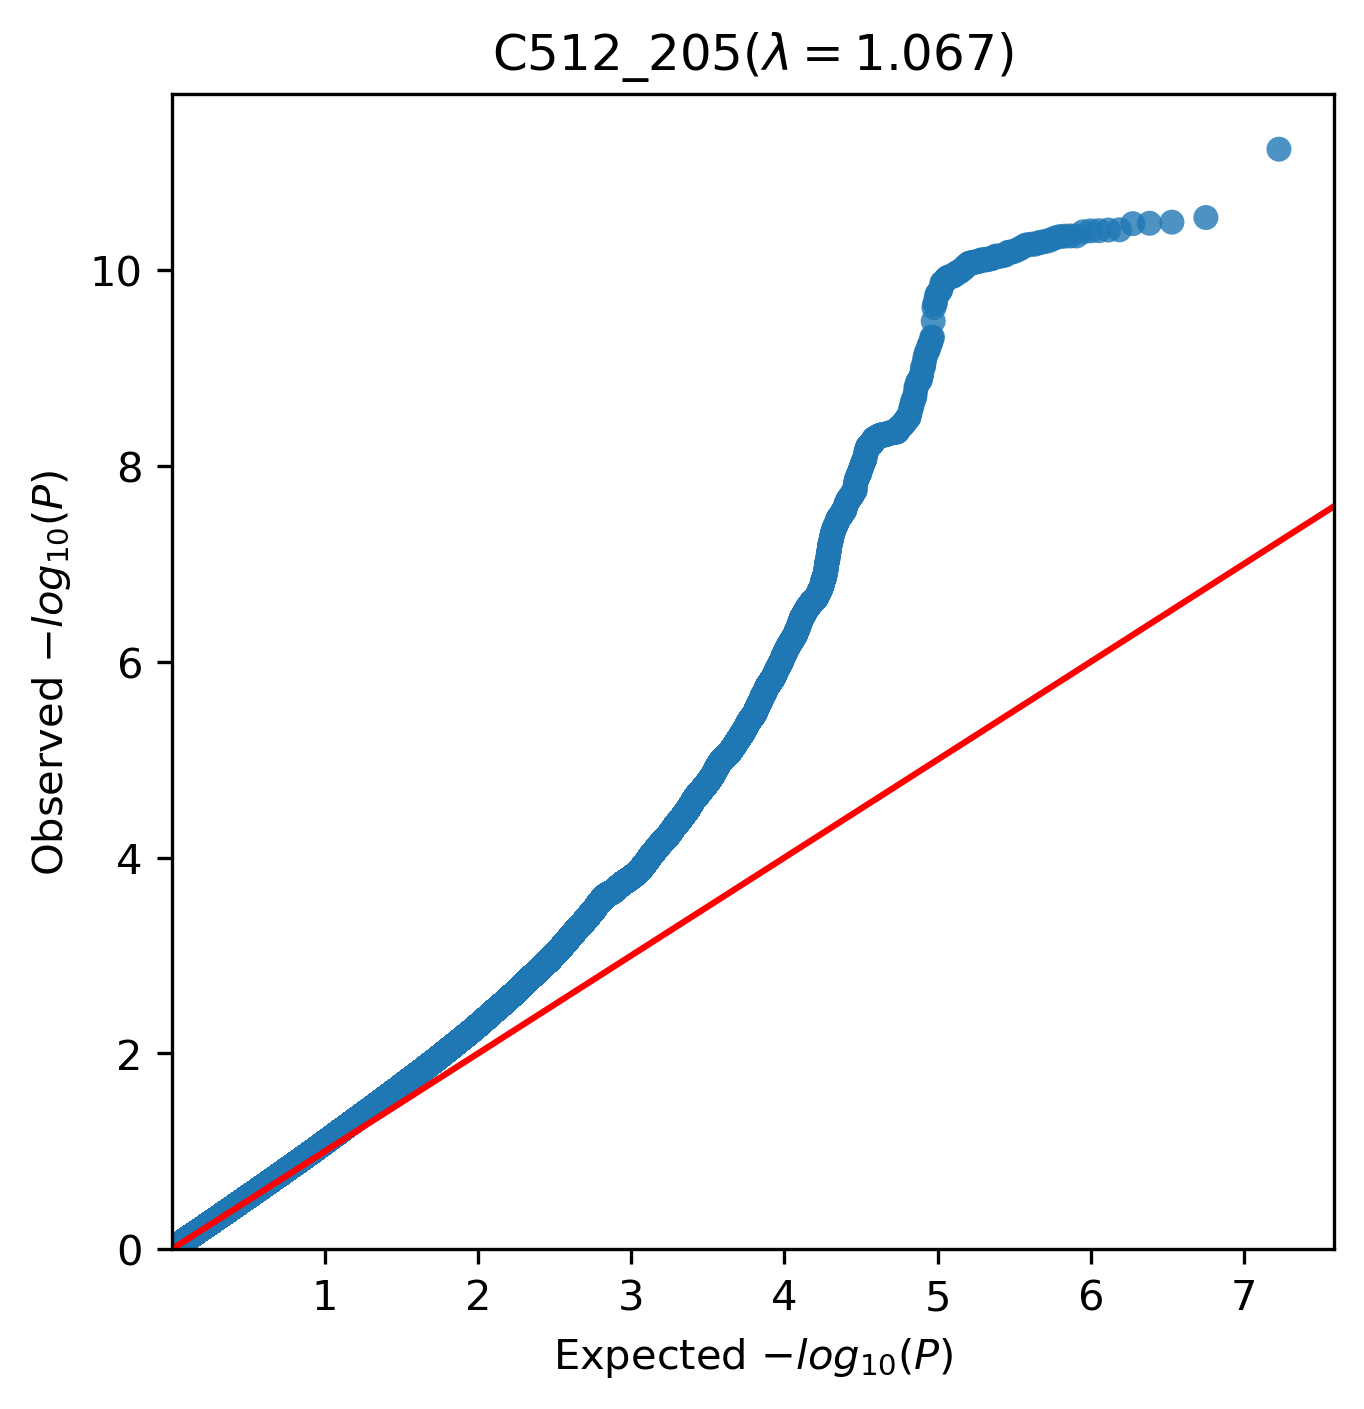 C512_205(λ = 1.067)
Observed −log10(P)
10
8
6
4
2
0
1 2 3 4 5 6 7
Expected −log10(P)